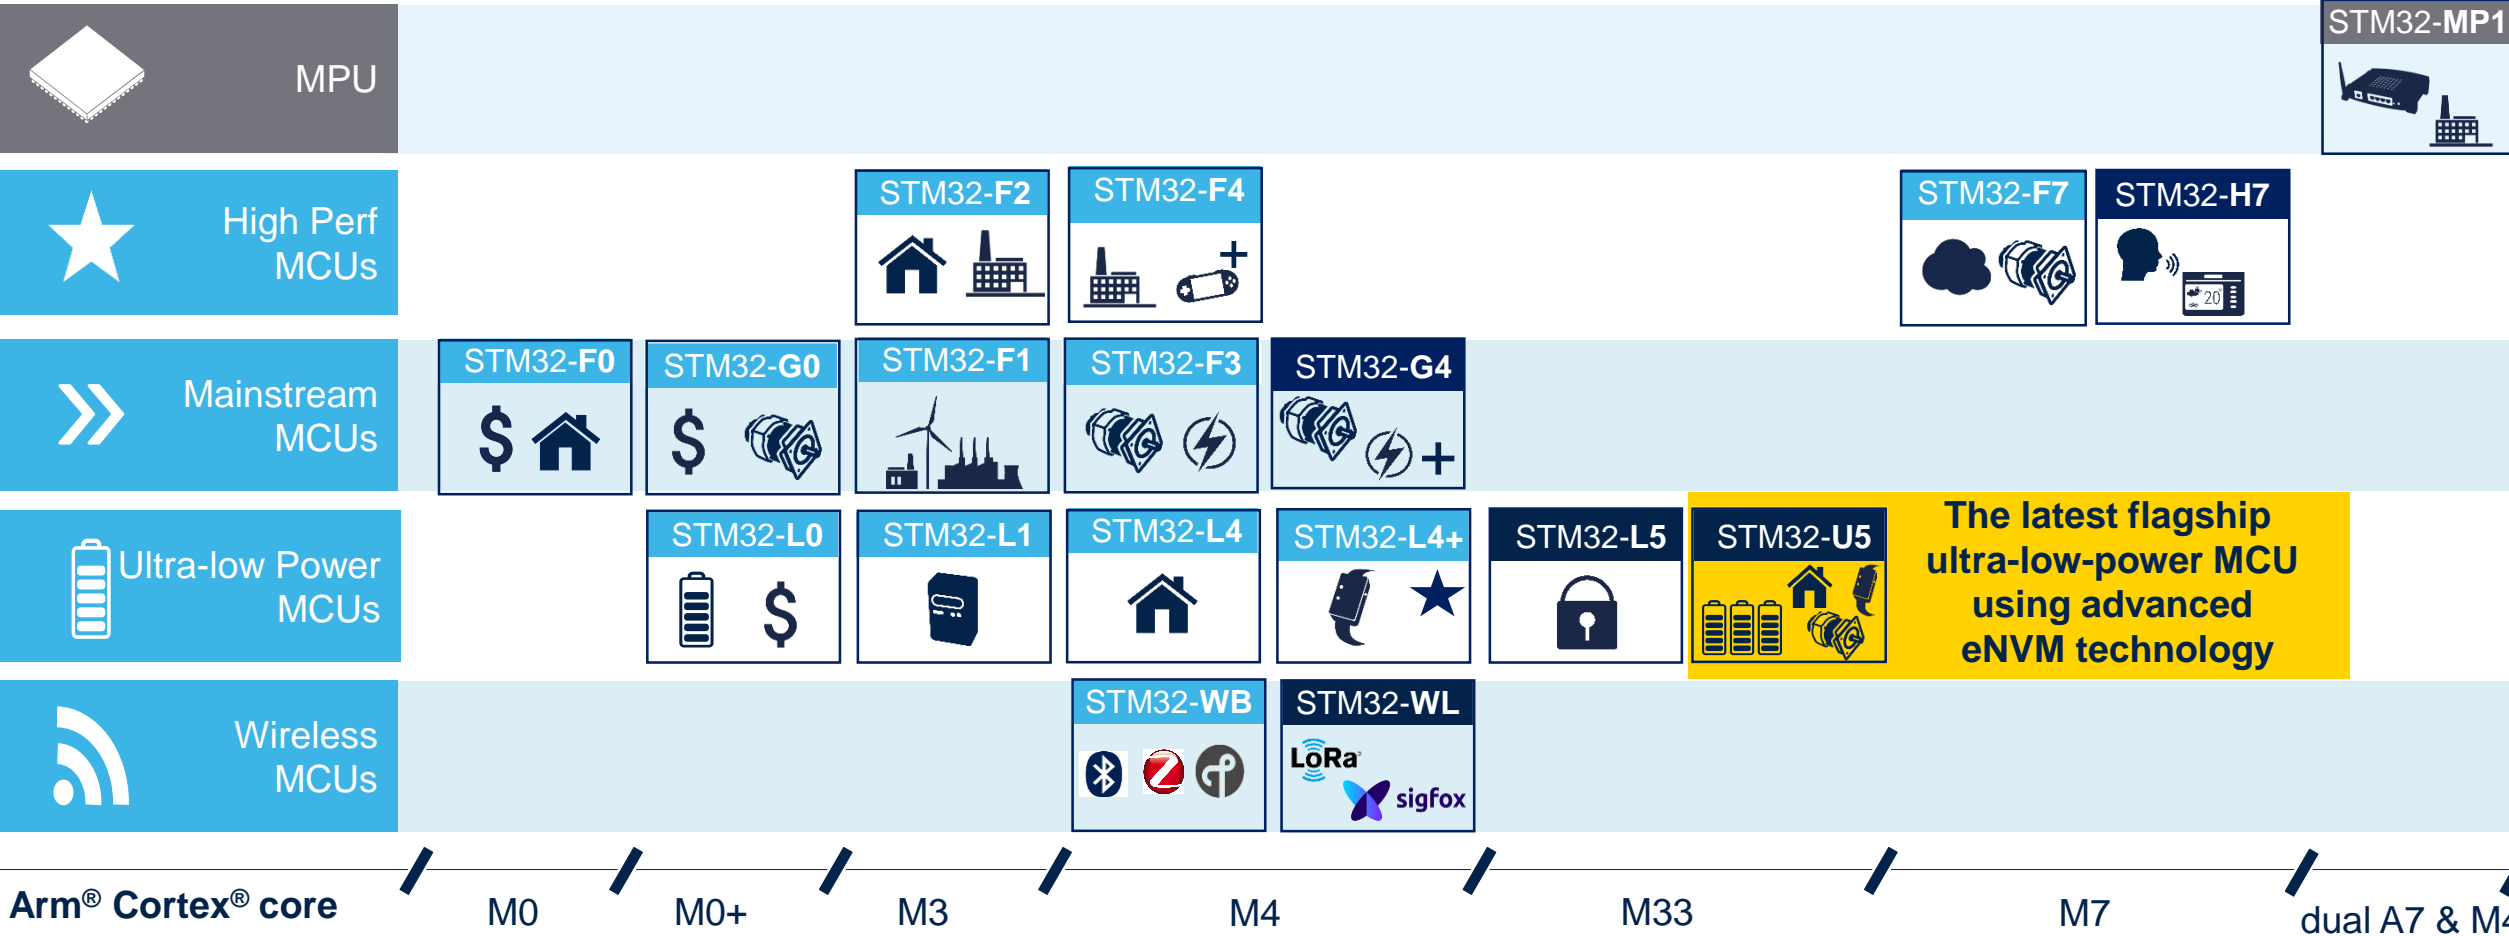 MPU
STM32-MP1
High Perf
MCUs
STM32-F2
STM32-F4
STM32-F7
STM32-H7
20°
Mainstream
MCUs
STM32-F0
$
STM32-G0
$
STM32-F1
STM32-F3
STM32-G4
Ultra-low Power
MCUs
STM32-L0
$
STM32-L1
STM32-L4
STM32-L4+
STM32-L5
STM32-U5
The latest flagship
ultra-low-power MCU
using advanced
eNVM technology
Wireless
MCUs
STM32-WB
STM32-WL
LoRa
sigfox
Arm® Cortex® core
M0
M0+
M3
M4
M33
M7
dual A7 & M4